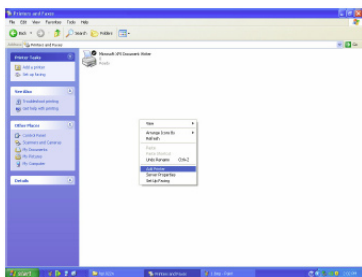 Printers and Faxes
File Edit View Favorites Tools Help
Back Search Folders
Address Printers and Faxes
Printer Tasks
Add a printer
Set up faxing
See Also
Troubleshoot printing
Get help with printing
Other Places
Control Panel
Scanners and Cameras
My Documents
My Pictures
My Computer
Details
Microsoft XPS Document Writer
0
Ready
View
Arrange Icons By
Refresh
Paste
Paste Shortcut
Undo Rename Ctrl+Z
Add Printer
Server Properties
Set Up Faxing
start
Printers and Faxes